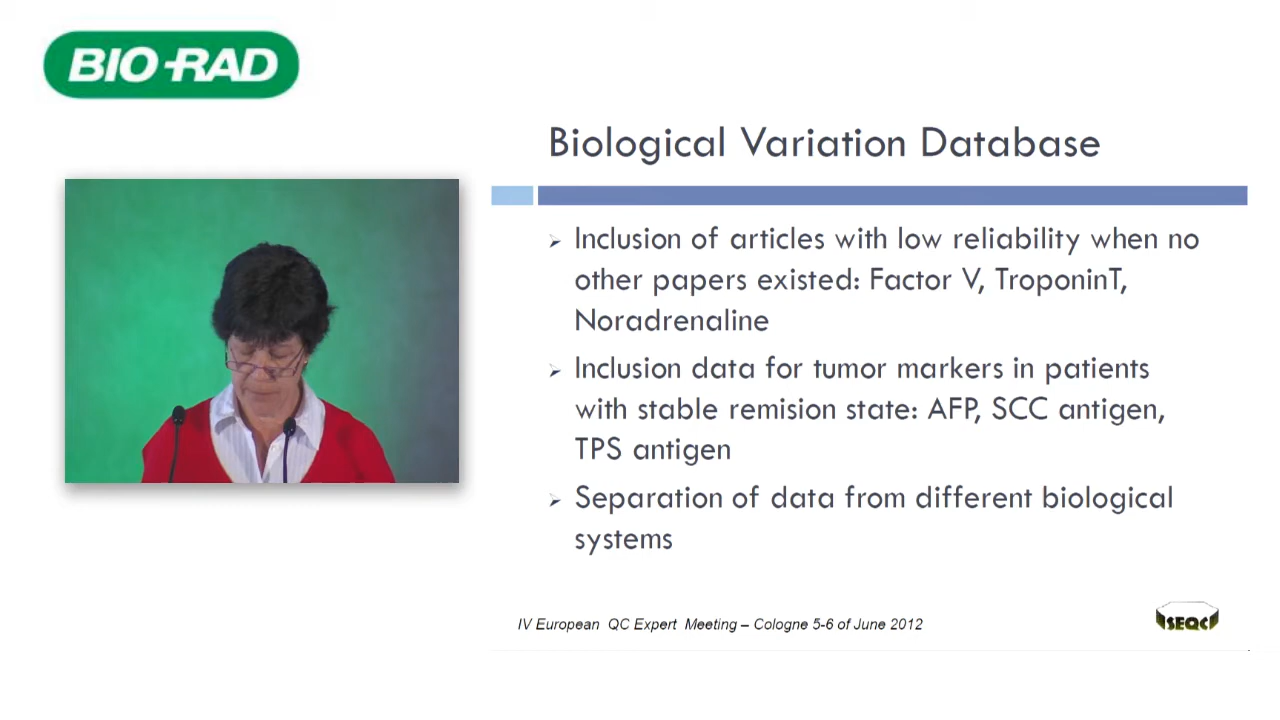 BIO-RAD
Biological Variation Database
Inclusion of articles with low reliability when no
other papers existed: Factor V, TroponinT,
Noradrenaline
Inclusion data for tumor markers in patients
with stable remision state: AFP, SCC antigen,
TPS antigen
Separation of data from different biological
systems
IV European QC Expert Meeting – Cologne 5-6 of June 2012
SEQC